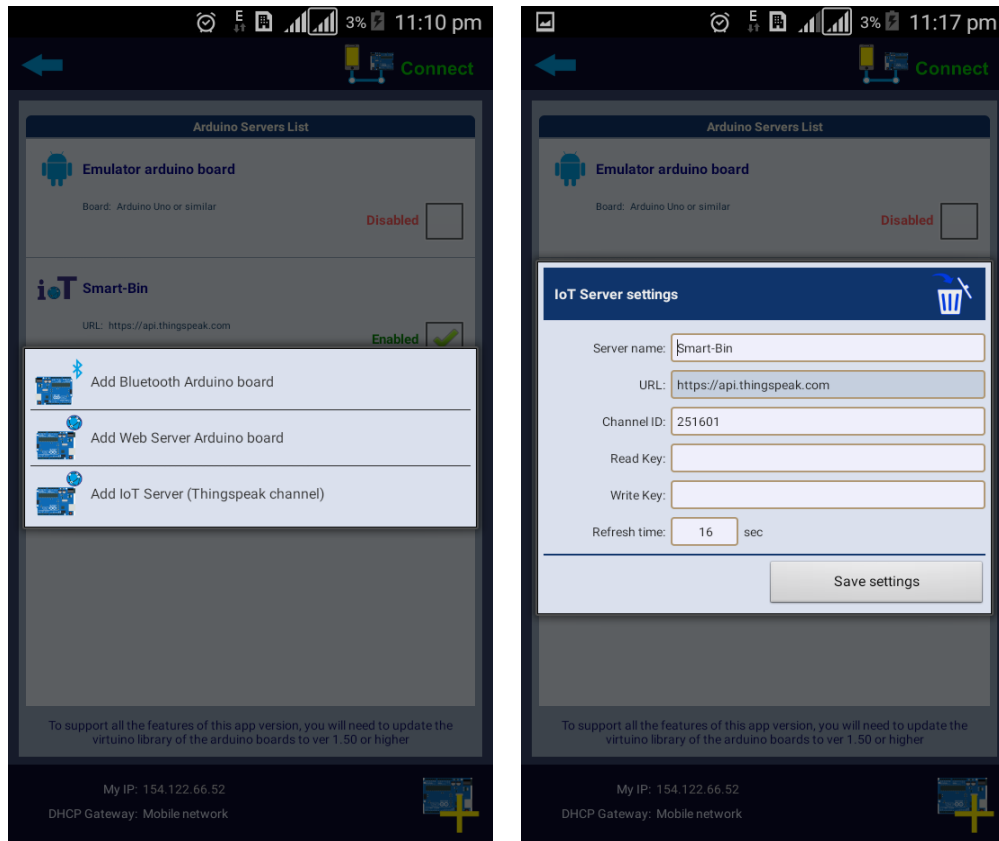 E 3% 11:10 pm
Connect
Arduino Servers List
Emulator arduino board
Board: Arduino Uno or similar
Disabled
ioT Smart-Bin
URL: https://api.thingspeak.com
Enabled
Add Bluetooth Arduino board
Add Web Server Arduino board
Add IoT Server (Thingspeak channel)
To support all the features of this app version, you will need to update the
virtuino library of the arduino boards to ver 1.50 or higher
My IP: 154.122.66.52
DHCP Gateway: Mobile network
E 3% 11:17 pm
Connect
Arduino Servers List
Emulator arduino board
Board: Arduino Uno or similar
Disabled
IoT Server settings
Server name: Smart-Bin
URL: https://api.thingspeak.com
Channel ID: 251601
Read Key:
Write Key:
Refresh time: 16 sec
Save settings
To support all the features of this app version, you will need to update the
virtuino library of the arduino boards to ver 1.50 or higher
My IP: 154.122.66.52
DHCP Gateway: Mobile network